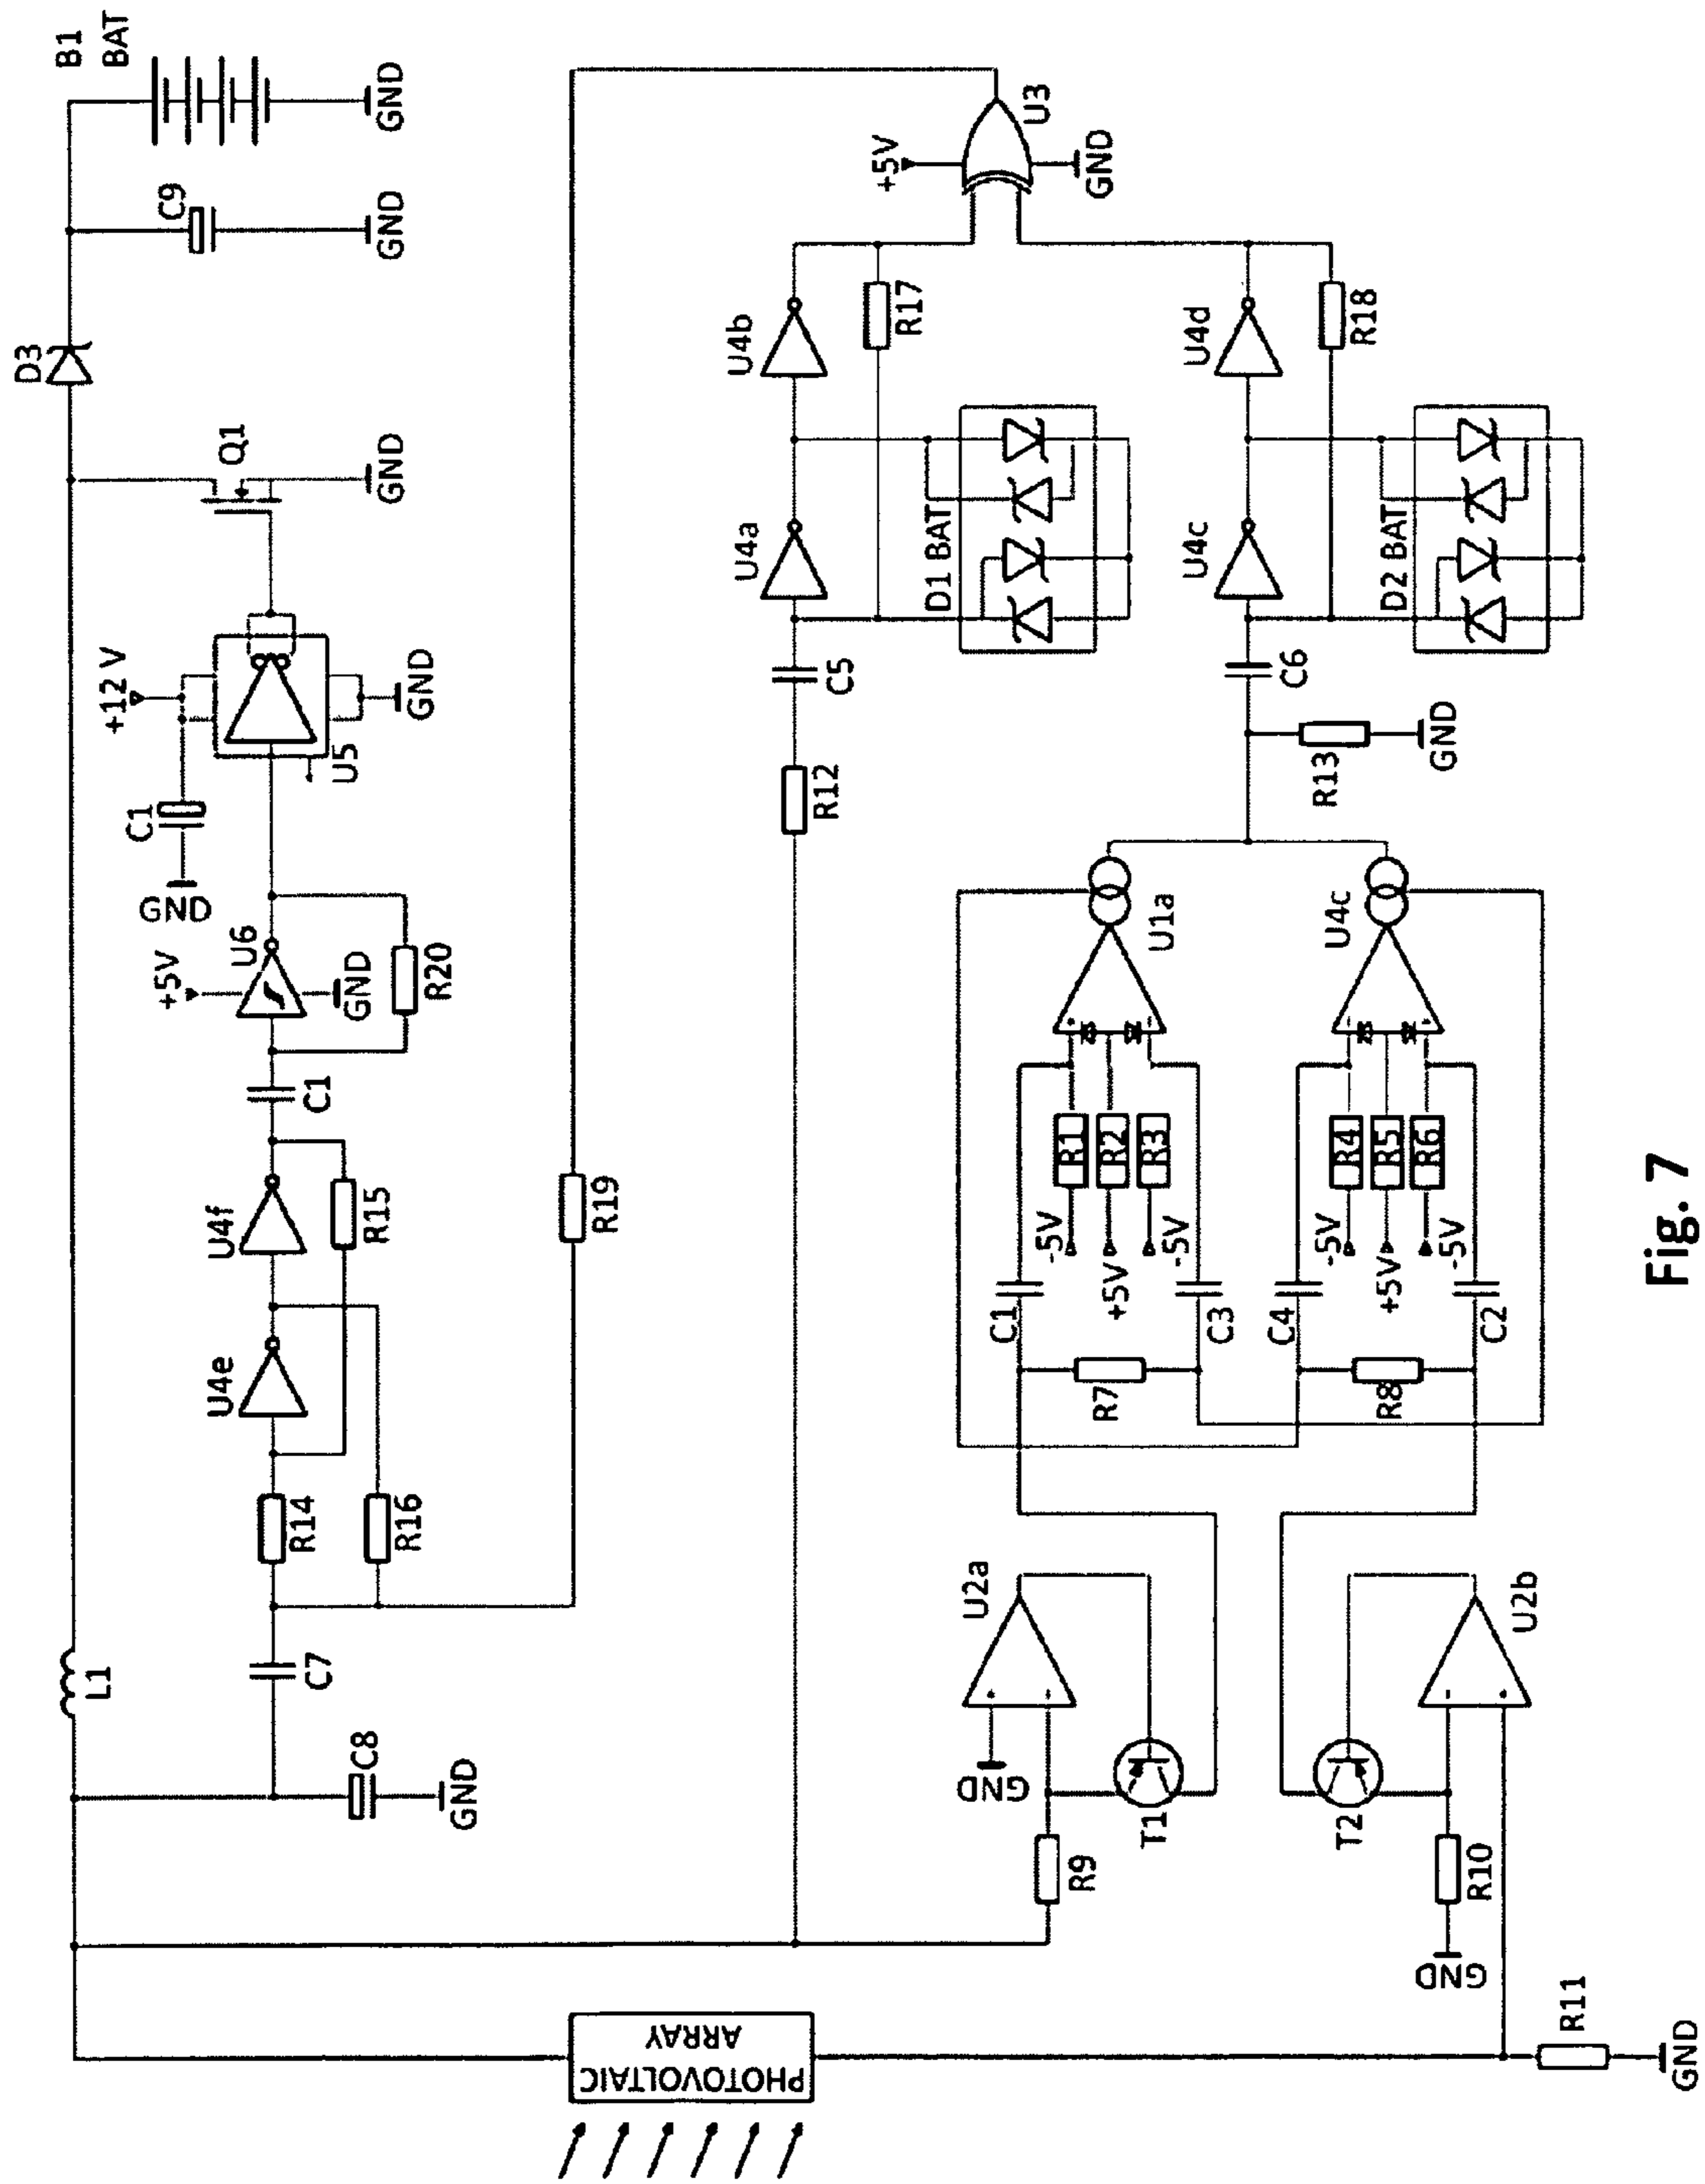 B1
BAT
GND
C9
GND
D3
Q1
GND
+12 V
C1
GND
U5
GND
U6
+5V
GND
R20
C1
U4f
R15
U4e
R14
R16
L1
C7
C8
GND
R19
+5V
U3
GND
U4b
R17
U4a
D1 BAT
C5
R12
U4d
R18
U4c
D2 BAT
C6
R13
GND
U1a
U4c
R1
R2
R3
-5V
+5V
-5V
C1
C3
R7
R4
R5
R6
-5V
+5V
-5V
C4
C2
R8
U2a
GND
T1
R9
U2b
T2
R10
GND
PHOTOVOLTAIC
ARRAY
R11
GND
Fig. 7